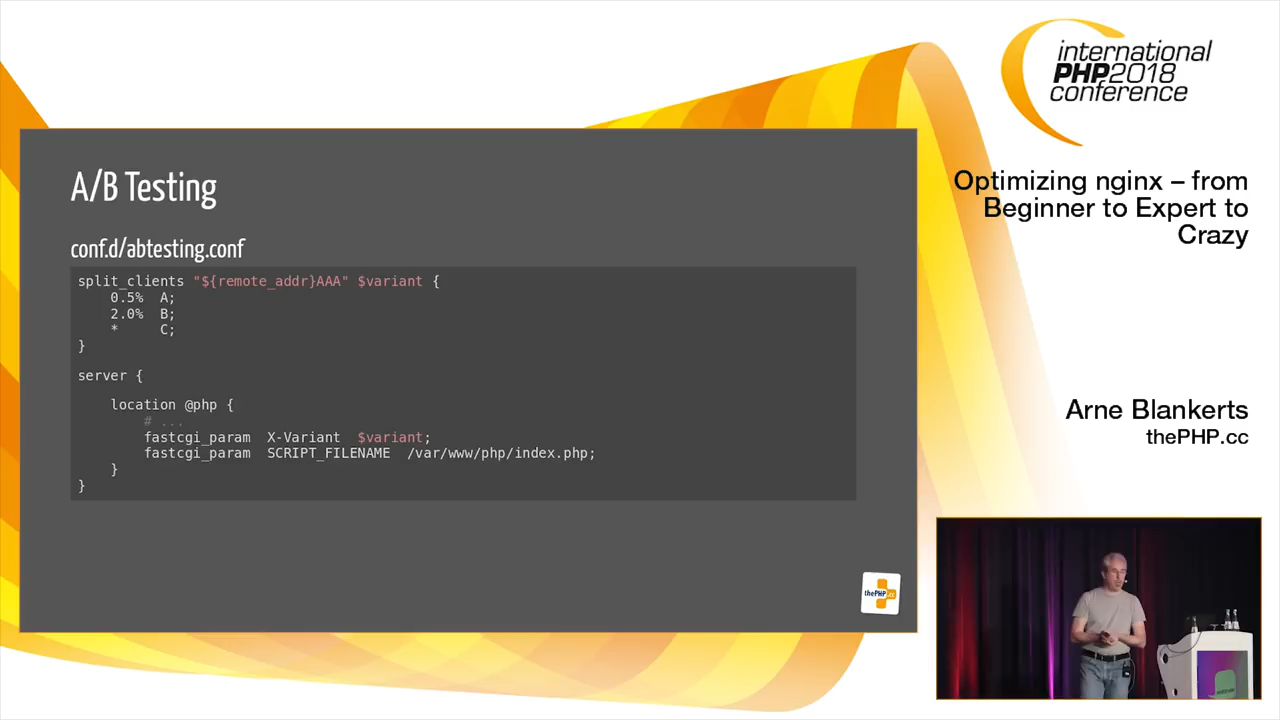 international
PHP2018
conference
Optimizing nginx – from
Beginner to Expert to
Crazy
Arne Blankerts
thePHP.cc
A/B Testing
conf.d/abtesting.conf
split_clients "${remote_addr}AAA" $variant {
    0.5%  A;
    2.0%  B;
    *     C;
}
server {
    location @php {
        # ...
        fastcgi_param  X-Variant  $variant;
        fastcgi_param  SCRIPT_FILENAME  /var/www/php/index.php;
    }
}
thePHP.cc